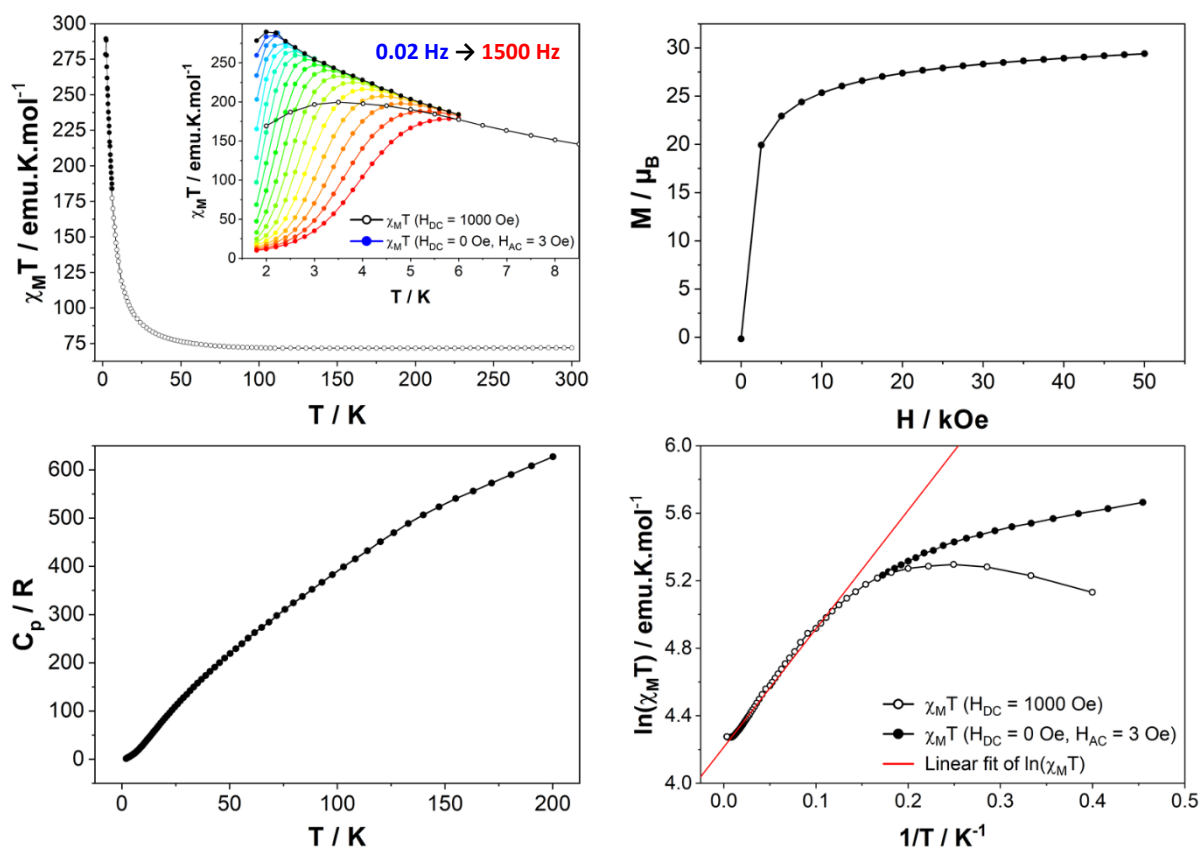 χMT / emu.K.mol⁻¹
300
275
250
225
200
175
150
125
100
75
0 50 100 150 200 250 300
T / K
0.02 Hz → 1500 Hz
χMT / emu.K.mol⁻¹
250
200
150
100
50
0
χMT (HDC = 1000 Oe)
χMT (HDC = 0 Oe, HAC = 3 Oe)
2 3 4 5 6 7 8
T / K
M / μB
30
25
20
15
10
5
0
0 10 20 30 40 50
H / kOe
Cp / R
600
500
400
300
200
100
0
0 50 100 150 200
T / K
ln(χMT) / emu.K.mol⁻¹
6.0
5.6
5.2
4.8
4.4
4.0
χMT (HDC = 1000 Oe)
χMT (HDC = 0 Oe, HAC = 3 Oe)
Linear fit of ln(χMT)
0.0 0.1 0.2 0.3 0.4 0.5
1/T / K⁻¹